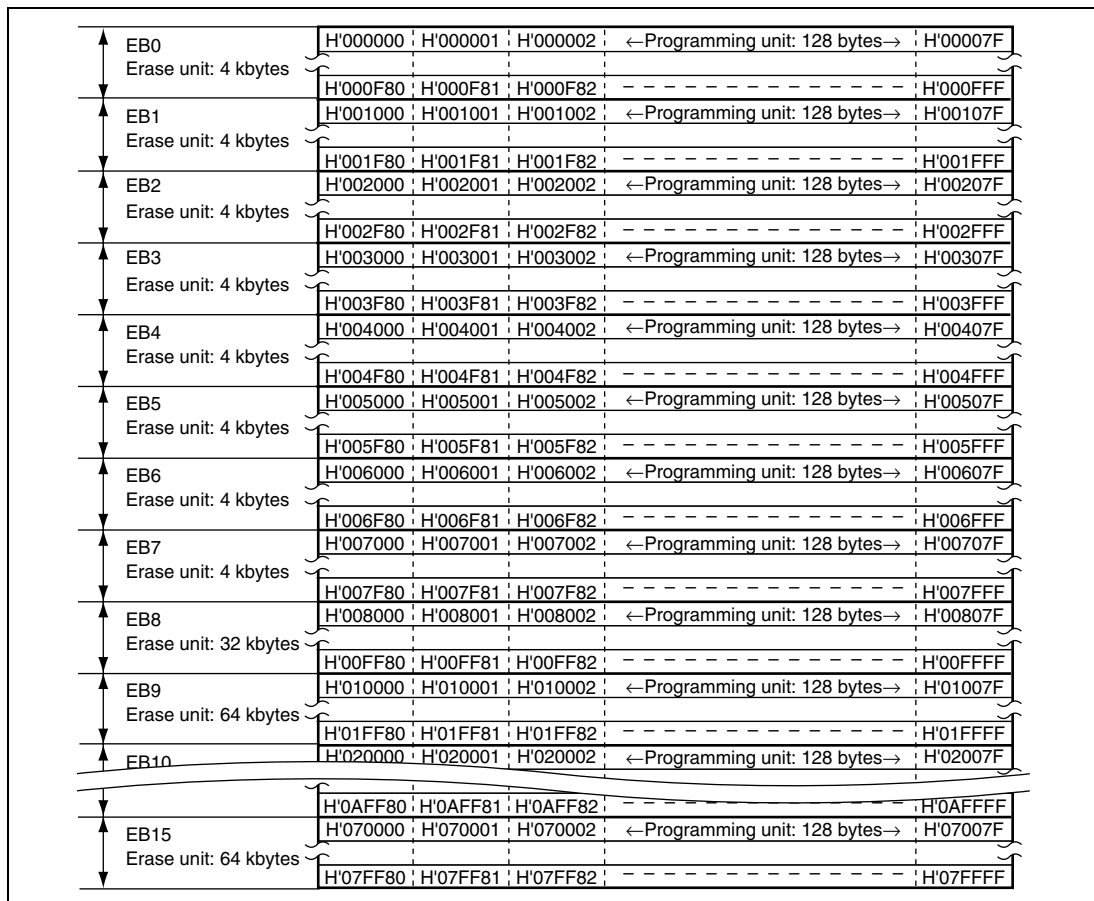 EB0 H'000000 H'000001 H'000002 ←Programming unit: 128 bytes→ H'00007F
Erase unit: 4 kbytes
H'000F80 H'000F81 H'000F82 H'000FFF
EB1 H'001000 H'001001 H'001002 ←Programming unit: 128 bytes→ H'00107F
Erase unit: 4 kbytes
H'001F80 H'001F81 H'001F82 H'001FFF
EB2 H'002000 H'002001 H'002002 ←Programming unit: 128 bytes→ H'00207F
Erase unit: 4 kbytes
H'002F80 H'002F81 H'002F82 H'002FFF
EB3 H'003000 H'003001 H'003002 ←Programming unit: 128 bytes→ H'00307F
Erase unit: 4 kbytes
H'003F80 H'003F81 H'003F82 H'003FFF
EB4 H'004000 H'004001 H'004002 ←Programming unit: 128 bytes→ H'00407F
Erase unit: 4 kbytes
H'004F80 H'004F81 H'004F82 H'004FFF
EB5 H'005000 H'005001 H'005002 ←Programming unit: 128 bytes→ H'00507F
Erase unit: 4 kbytes
H'005F80 H'005F81 H'005F82 H'005FFF
EB6 H'006000 H'006001 H'006002 ←Programming unit: 128 bytes→ H'00607F
Erase unit: 4 kbytes
H'006F80 H'006F81 H'006F82 H'006FFF
EB7 H'007000 H'007001 H'007002 ←Programming unit: 128 bytes→ H'00707F
Erase unit: 4 kbytes
H'007F80 H'007F81 H'007F82 H'007FFF
EB8 H'008000 H'008001 H'008002 ←Programming unit: 128 bytes→ H'00807F
Erase unit: 32 kbytes
H'00FF80 H'00FF81 H'00FF82 H'00FFFF
EB9 H'010000 H'010001 H'010002 ←Programming unit: 128 bytes→ H'01007F
Erase unit: 64 kbytes
H'01FF80 H'01FF81 H'01FF82 H'01FFFF
EB10 H'020000 H'020001 H'020002 ←Programming unit: 128 bytes→ H'02007F
H'0AFF80 H'0AFF81 H'0AFF82 H'0AFFFF
EB15 H'070000 H'070001 H'070002 ←Programming unit: 128 bytes→ H'07007F
Erase unit: 64 kbytes
H'07FF80 H'07FF81 H'07FF82 H'07FFFF